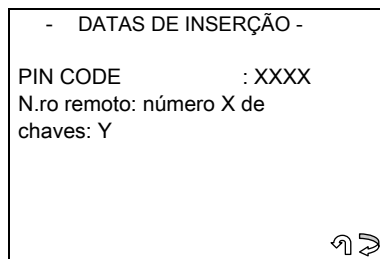 - DATAS DE INSERÇÃO -
PIN CODE : XXXX
N.ro remoto: número X de
chaves: Y